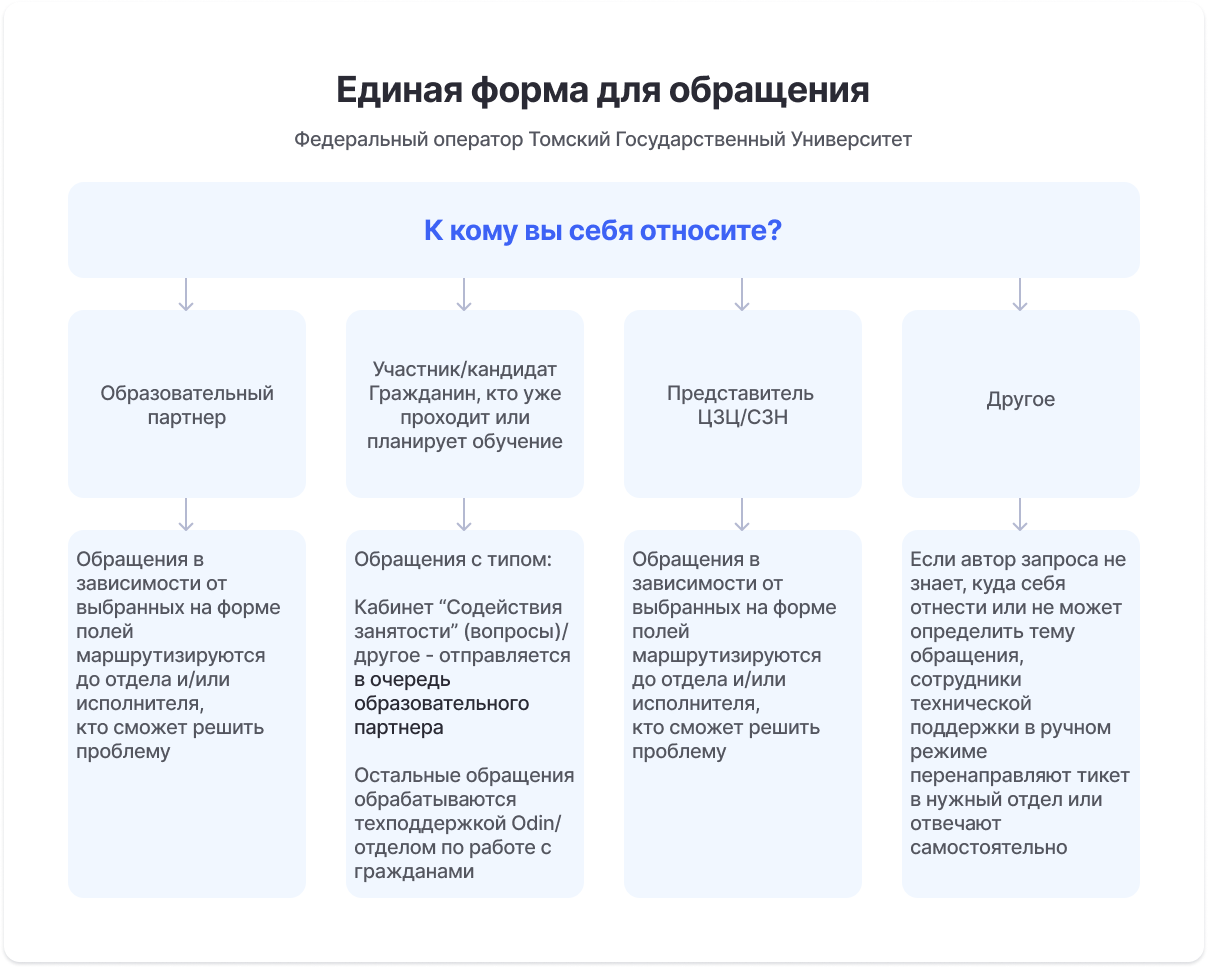 Единая форма для обращения
Федеральный оператор Томский Государственный Университет
К кому вы себя относите?
Образовательный
партнер
Участник/кандидат
Гражданин, кто уже
проходит или
планирует обучение
Представитель
ЦЗЦ/СЗН
Другое
Обращения в
зависимости от
выбранных на форме
полей
маршрутизируются
до отдела и/или
исполнителя,
кто сможет решить
проблему
Обращения с типом:
Кабинет “Содействия
занятости” (вопросы)/
другое - отправляется
в очередь
образовательного
партнера
Остальные обращения
обрабатываются
техподдержкой Odin/
отделом по работе с
гражданами
Обращения в
зависимости от
выбранных на форме
полей
маршрутизируются
до отдела и/или
исполнителя,
кто сможет решить
проблему
Если автор запроса не
знает, куда себя
отнести или не может
определить тему
обращения,
сотрудники
технической
поддержки в ручном
режиме
перенаправляют тикет
в нужный отдел или
отвечают
самостоятельно